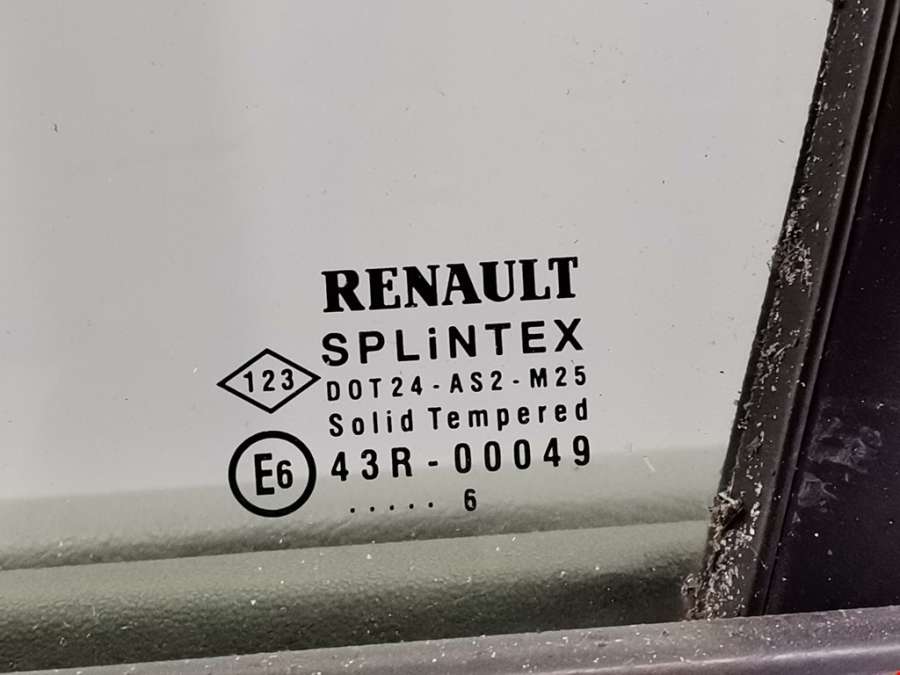 RENAULT
SPLiNTEX
123
DOT24-AS2-M25
Solid Tempered
E6
43R-00049
..... 6